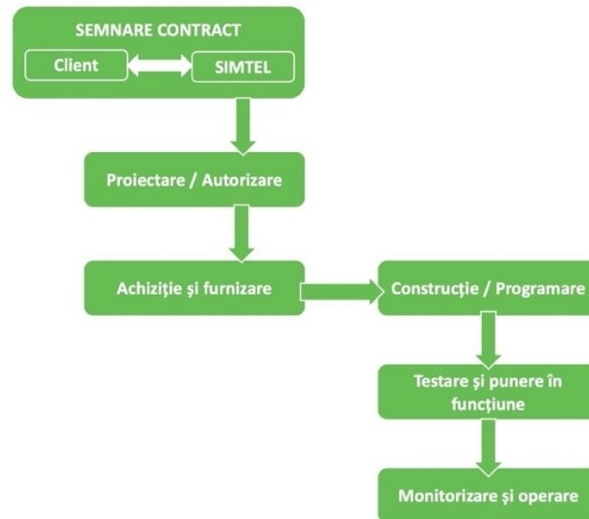 SEMNARE CONTRACT
Client
SIMTEL
Proiectare / Autorizare
Achiziție și furnizare
Construcție / Programare
Testare și punere în
funcțiune
Monitorizare și operare